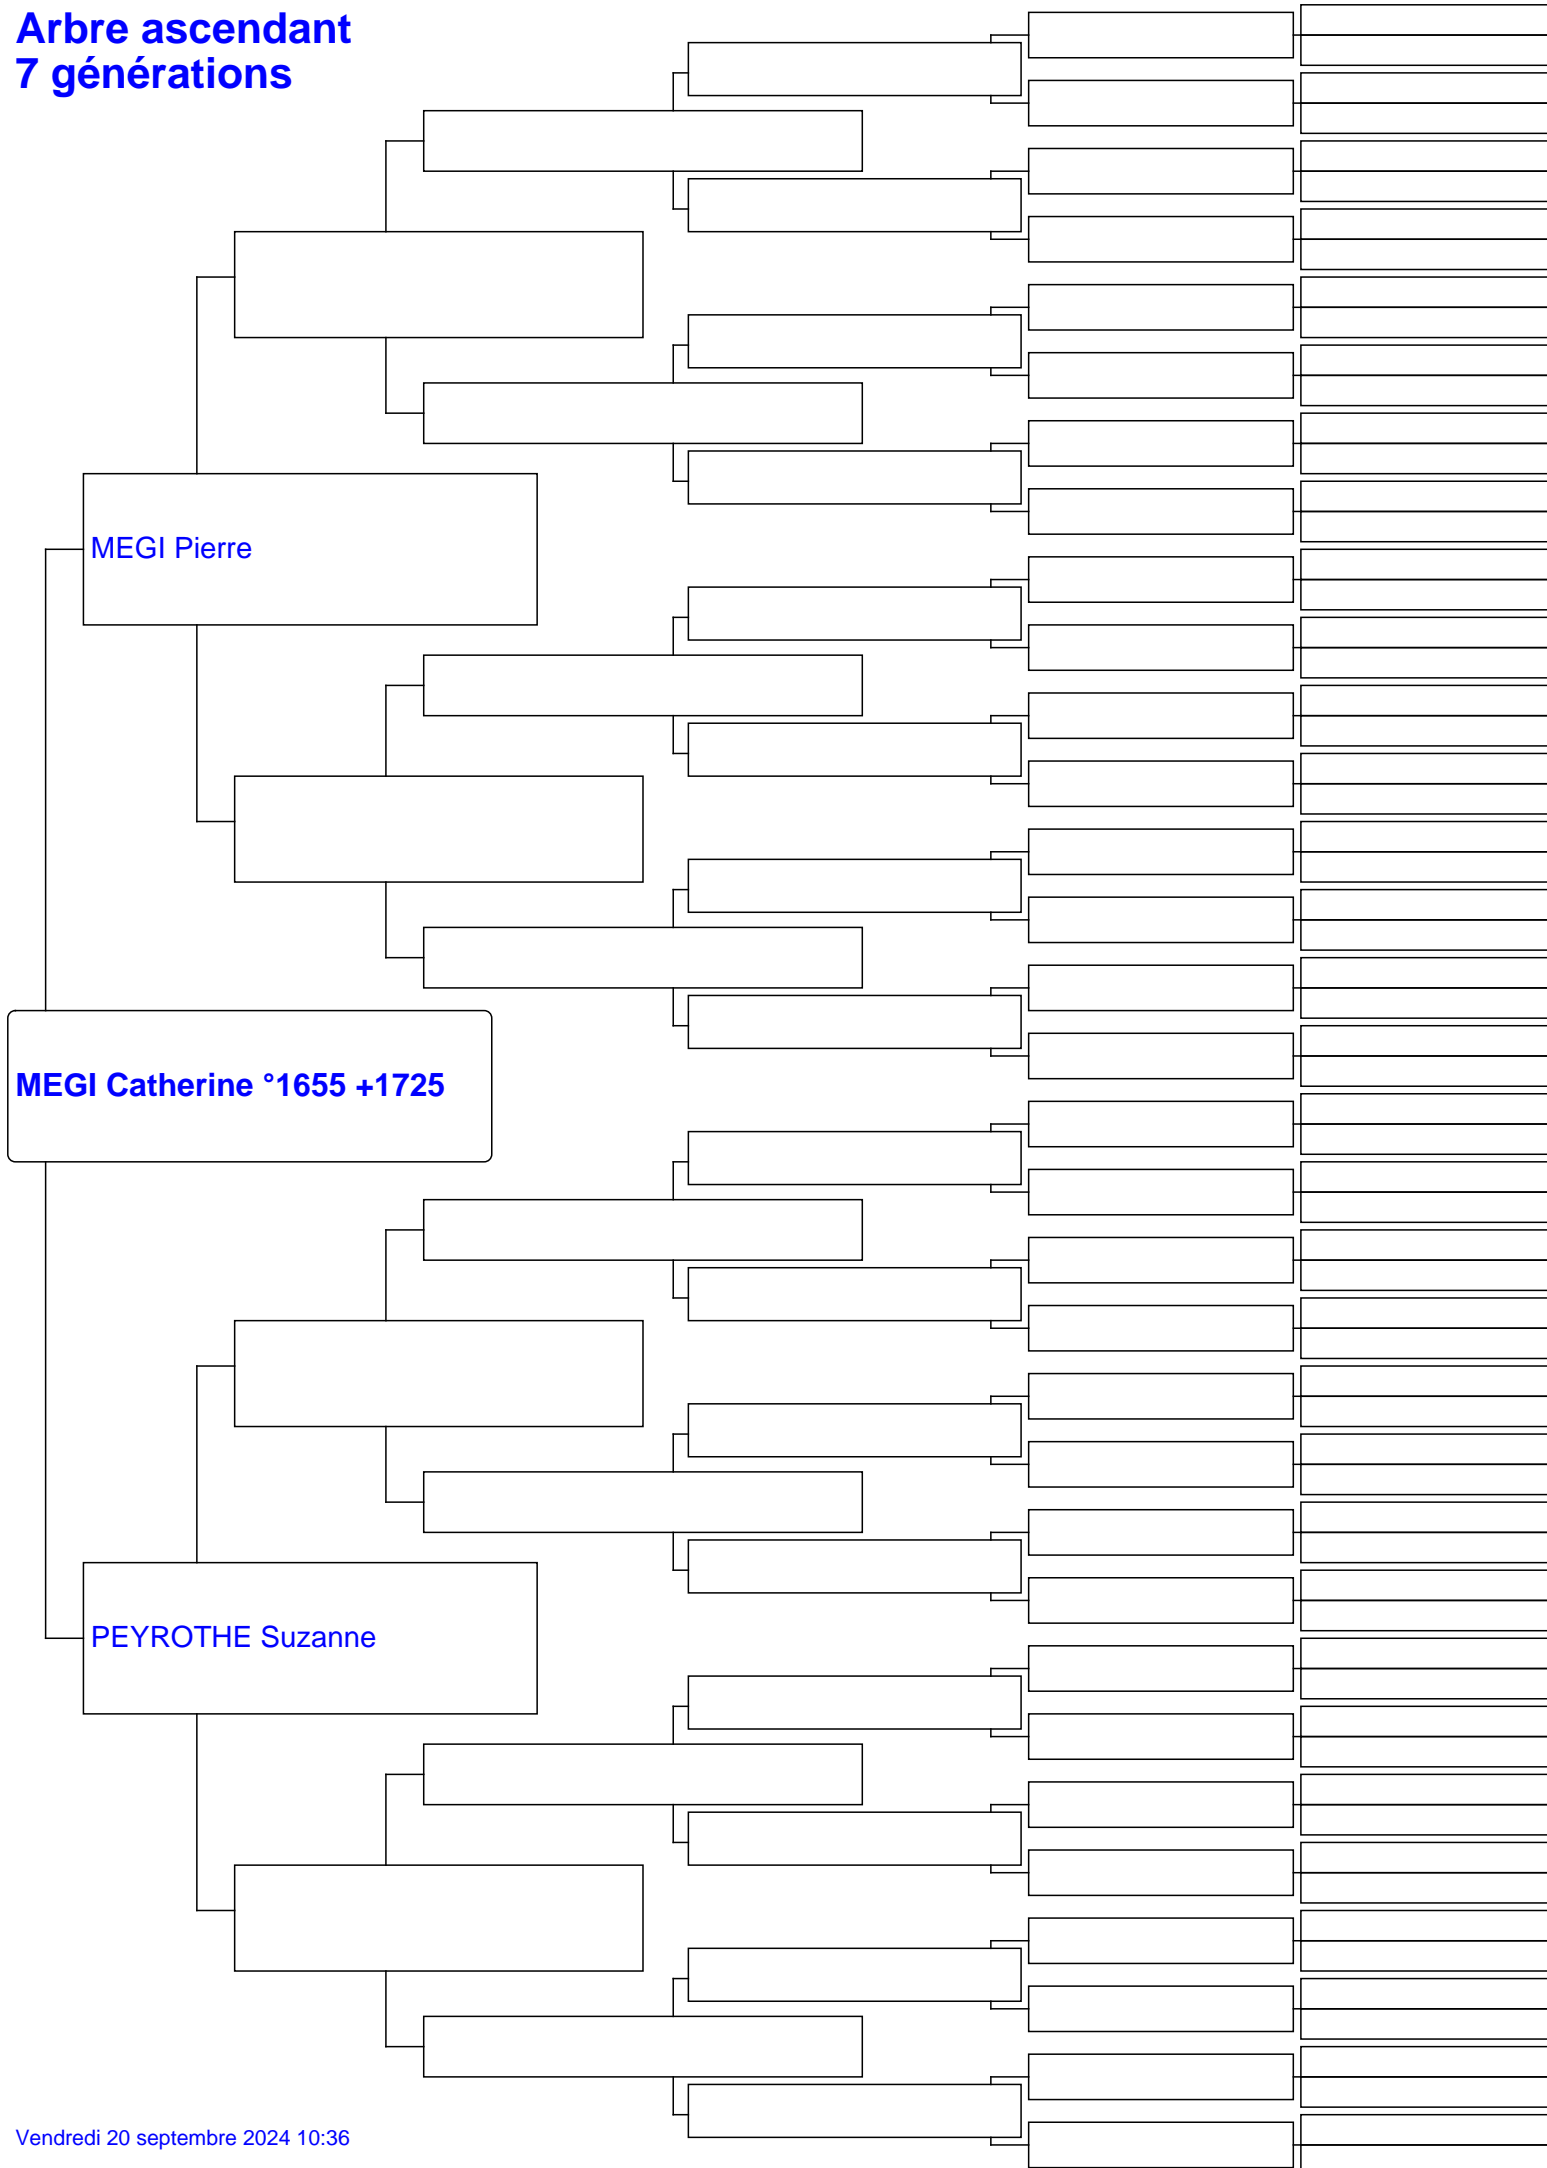 Arbre ascendant
7 générations
MEGI Pierre
MEGI Catherine °1655 +1725
PEYROTHE Suzanne
Vendredi 20 septembre 2024 10:36